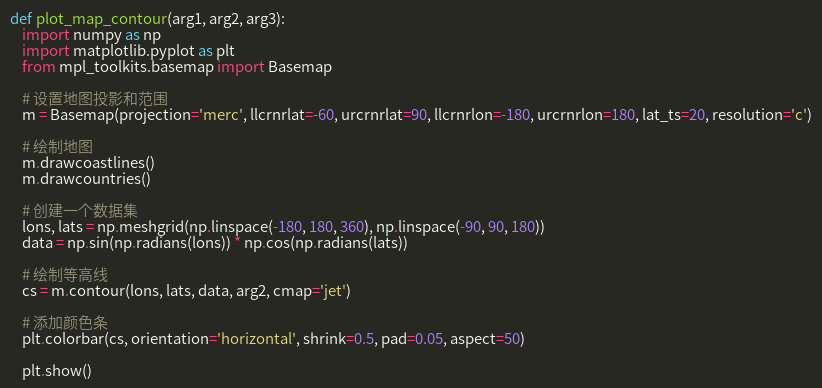 def plot_map_contour(arg1, arg2, arg3):
    import numpy as np
    import matplotlib.pyplot as plt
    from mpl_toolkits.basemap import Basemap

    # 设置地图投影和范围
    m = Basemap(projection='merc', llcrnrlat=-60, urcrnrlat=90, llcrnrlon=-180, urcrnrlon=180, lat_ts=20, resolution='c')

    # 绘制地图
    m.drawcoastlines()
    m.drawcountries()

    # 创建一个数据集
    lons, lats = np.meshgrid(np.linspace(-180, 180, 360), np.linspace(-90, 90, 180))
    data = np.sin(np.radians(lons)) * np.cos(np.radians(lats))

    # 绘制等高线
    cs = m.contour(lons, lats, data, arg2, cmap='jet')

    # 添加颜色条
    plt.colorbar(cs, orientation='horizontal', shrink=0.5, pad=0.05, aspect=50)

    plt.show()